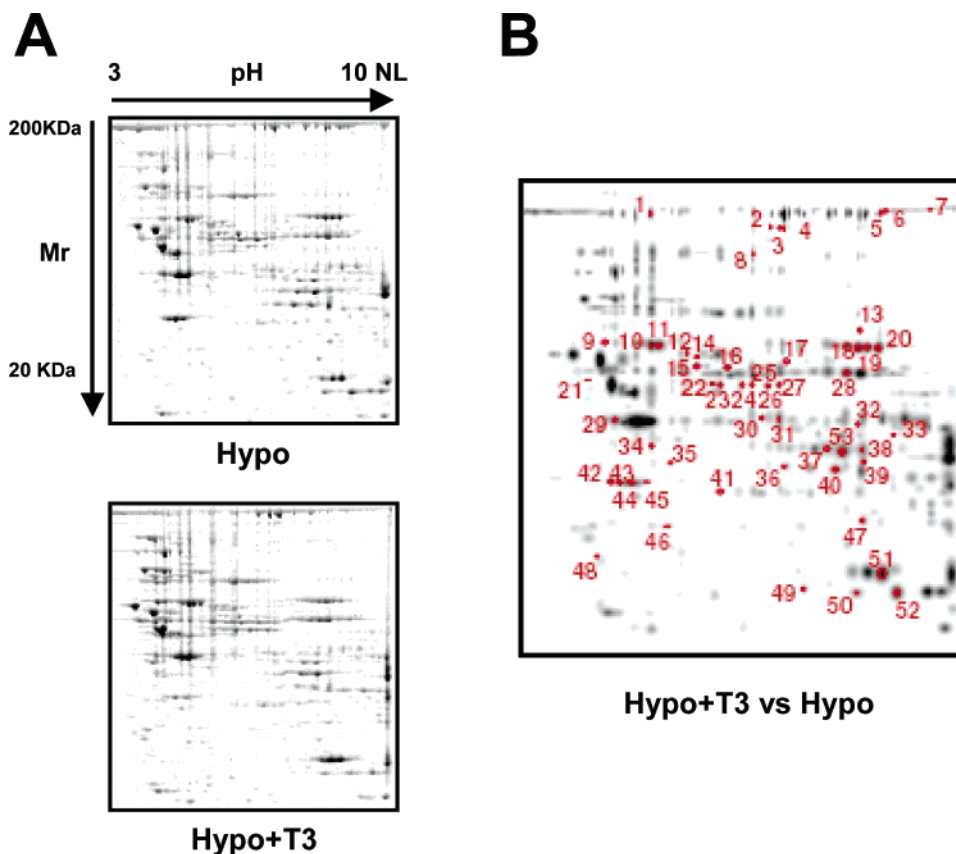 A
3 pH 10 NL
200KDa
Mr
20 KDa
Hypo
Hypo+T3
B
1 2 3 4 5 6 7
8
13
9 10 11 12 14 15 16 17 18 19 20
21 22 23 24 25 26 27 28
29 30 31 32 33
34 35 36 37 53 38 39 40
42 43 44 45 41
46 47
48 49 50 51 52
Hypo+T3 vs Hypo